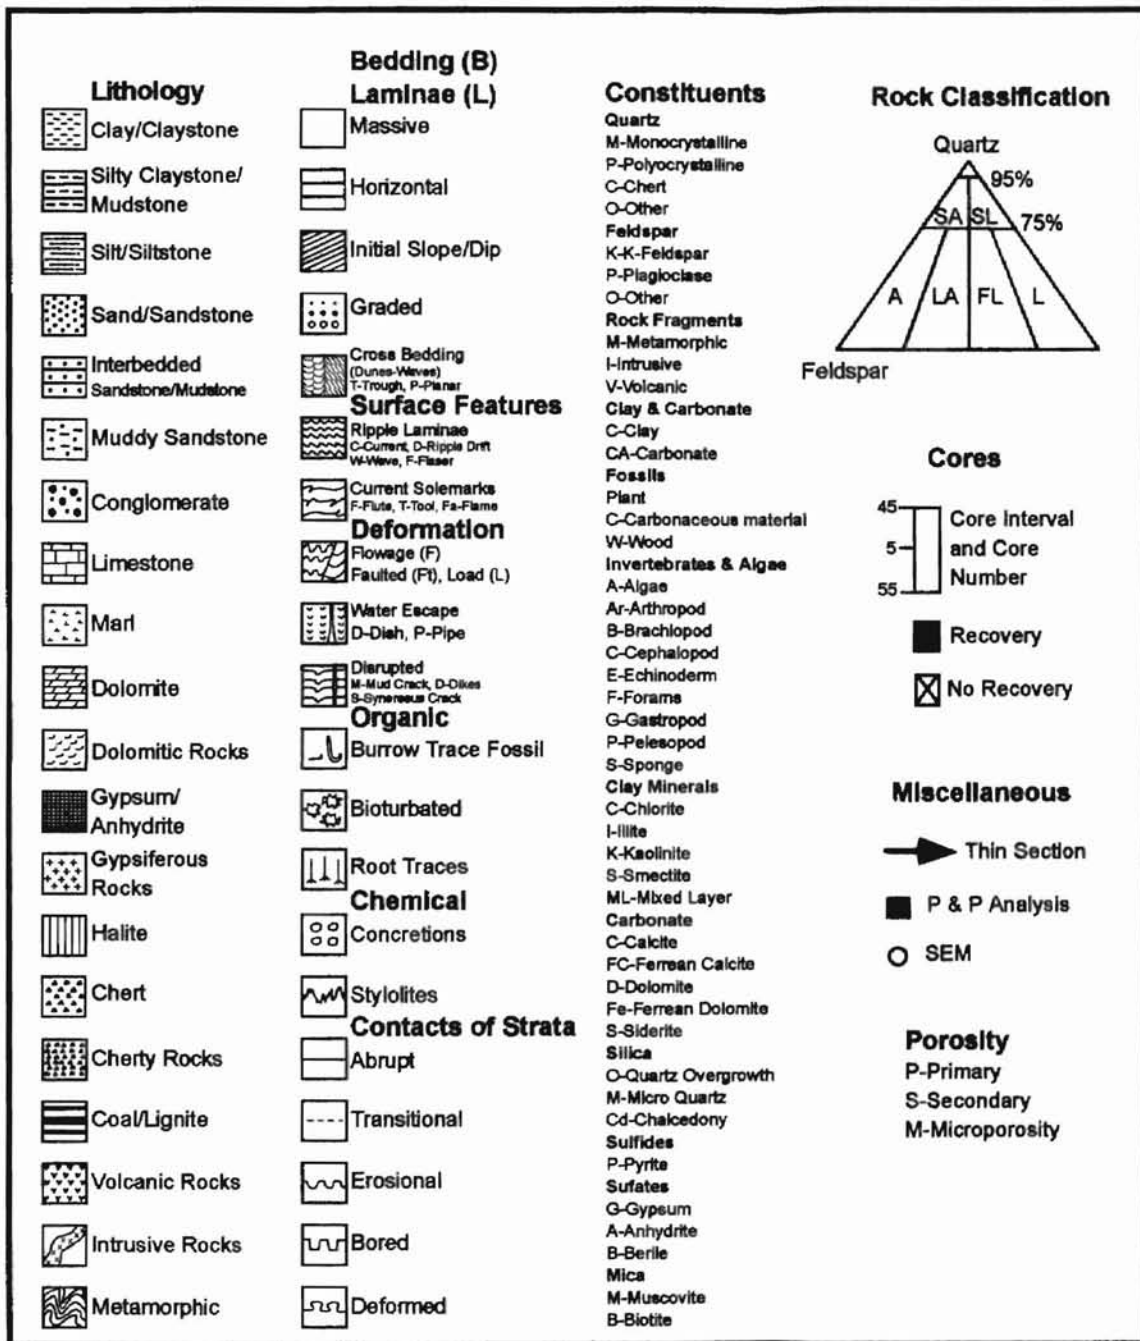 Lithology
Clay/Claystone
Silty Claystone/
Mudstone
Silt/Siltstone
Sand/Sandstone
Interbedded
Sandstone/Mudstone
Muddy Sandstone
Conglomerate
Limestone
Marl
Dolomite
Dolomitic Rocks
Gypsum/
Anhydrite
Gypsiferous
Rocks
Halite
Chert
Cherty Rocks
Coal/Lignite
Volcanic Rocks
Intrusive Rocks
Metamorphic
Bedding (B)
Laminae (L)
Massive
Horizontal
Initial Slope/Dip
Graded
Cross Bedding
(Dunes-Waves)
T-Trough, P-Planar
Surface Features
Ripple Laminae
C-Current, D-Ripple Drift
W-Wave, F-Flaser
Current Solemarks
F-Flute, T-Tool, Fa-Flame
Deformation
Flowage (F)
Faulted (Ft), Load (L)
Water Escape
D-Dish, P-Pipe
Disrupted
M-Mud Crack, D-Dikes
S-Synereous Crack
Organic
Burrow Trace Fossil
Bioturbated
Root Traces
Chemical
Concretions
Stylolites
Contacts of Strata
Abrupt
Transitional
Erosional
Bored
Deformed
Constituents
Quartz
M-Monocrystalline
P-Polyocrystalline
C-Chert
O-Other
Feldspar
K-K-Feldspar
P-Plagioclase
O-Other
Rock Fragments
M-Metamorphic
I-Intrusive
V-Volcanic
Clay & Carbonate
C-Clay
CA-Carbonate
Fossils
Plant
C-Carbonaceous material
W-Wood
Invertebrates & Algae
A-Algae
Ar-Arthropod
B-Brachiopod
C-Cephalopod
E-Echinoderm
F-Forams
G-Gastropod
P-Pelesopod
S-Sponge
Clay Minerals
C-Chlorite
I-Illite
K-Kaolinite
S-Smectite
ML-Mixed Layer
Carbonate
C-Calcite
FC-Ferrean Calcite
D-Dolomite
Fe-Ferrean Dolomite
S-Siderite
Silica
O-Quartz Overgrowth
M-Micro Quartz
Cd-Chalcedony
Sulfides
P-Pyrite
Sufates
G-Gypsum
A-Anhydrite
B-Berile
Mica
M-Muscovite
B-Biotite
Rock Classification
Quartz
95%
SA SL 75%
A LA FL L
Feldspar
Cores
45
5
55
Core Interval
and Core
Number
Recovery
No Recovery
Miscellaneous
Thin Section
P & P Analysis
SEM
Porosity
P-Primary
S-Secondary
M-Microporosity